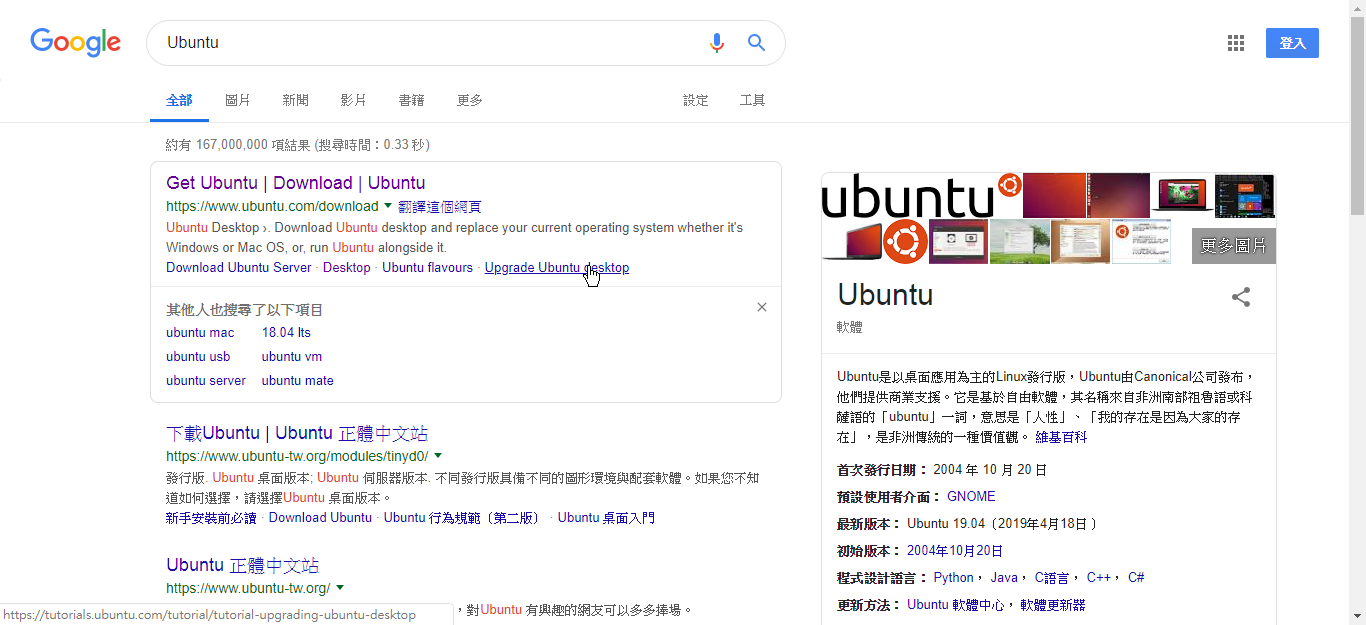 Google
Ubuntu
登入
全部 圖片 新聞 影片 書籍 更多 設定 工具
約有 167,000,000 項結果 (搜尋時間：0.33 秒)
Get Ubuntu | Download | Ubuntu
https://www.ubuntu.com/download ▼ 翻譯這個網頁
Ubuntu Desktop ›. Download Ubuntu desktop and replace your current operating system whether it's
Windows or Mac OS, or, run Ubuntu alongside it.
Download Ubuntu Server · Desktop · Ubuntu flavours · Upgrade Ubuntu desktop
其他人也搜尋了以下項目
ubuntu mac 18.04 lts
ubuntu usb ubuntu vm
ubuntu server ubuntu mate
下載Ubuntu | Ubuntu 正體中文站
https://www.ubuntu-tw.org/modules/tinyd0/ ▼
發行版. Ubuntu 桌面版本; Ubuntu 伺服器版本. 不同發行版具備不同的圖形環境與配套軟體。如果您不知
道如何選擇，請選擇Ubuntu 桌面版本。
新手安裝前必讀 · Download Ubuntu · Ubuntu 行為規範〔第二版〕 · Ubuntu 桌面入門
Ubuntu 正體中文站
https://www.ubuntu-tw.org/ ▼
，對Ubuntu 有興趣的網友可以多多捧場。
https://tutorials.ubuntu.com/tutorial/tutorial-upgrading-ubuntu-desktop
ubuntu
更多圖片
Ubuntu
軟體
Ubuntu是以桌面應用為主的Linux發行版，Ubuntu由Canonical公司發布，
他們提供商業支援。它是基於自由軟體，其名稱來自非洲南部祖魯語或科
薩語的「ubuntu」一詞，意思是「人性」、「我的存在是因為大家的存
在」，是非洲傳統的一種價值觀。 維基百科
首次發行日期： 2004 年 10 月 20 日
預設使用者介面： GNOME
最新版本： Ubuntu 19.04（2019年4月18日 ）
初始版本： 2004年10月20日
程式設計語言： Python， Java， C語言， C++， C#
更新方法： Ubuntu 軟體中心， 軟體更新器